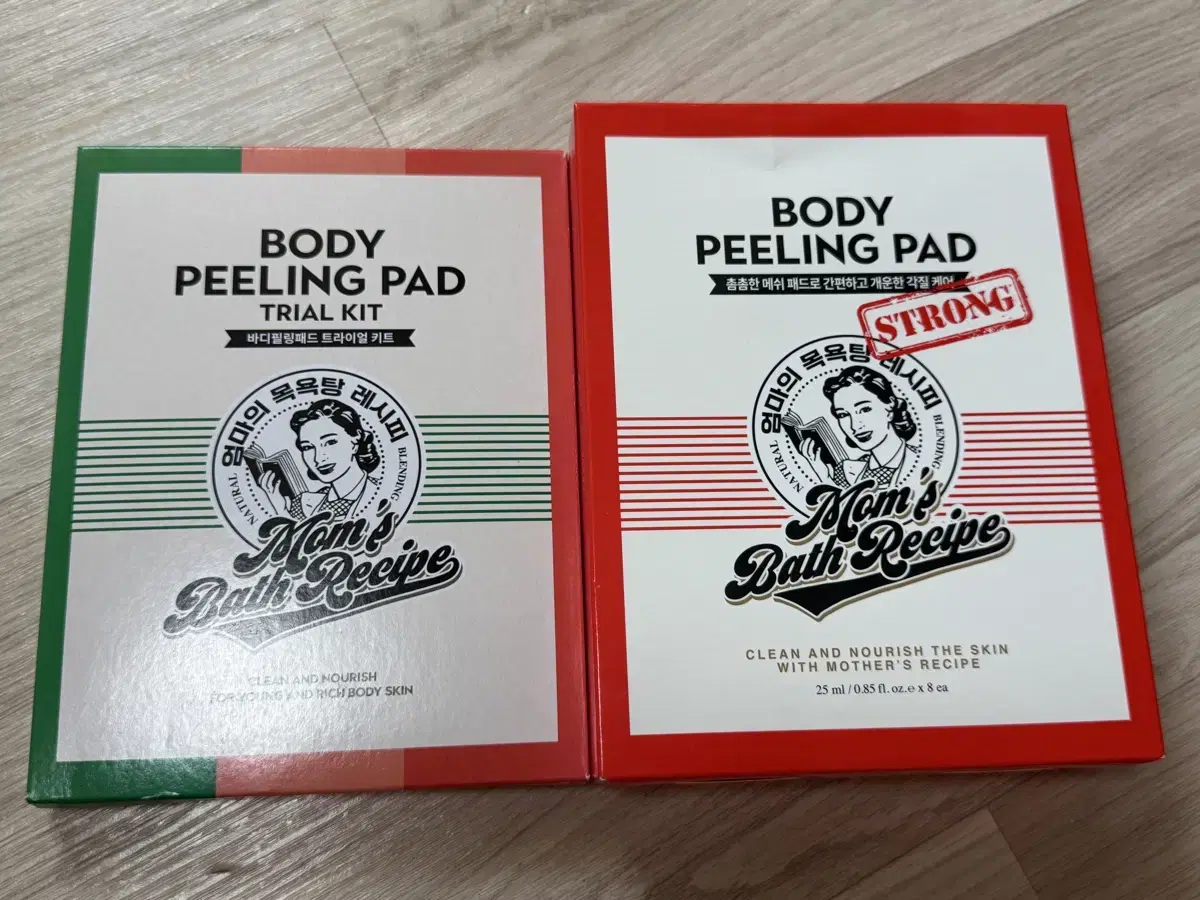 BODY
PEELING PAD
TRIAL KIT
바디필링패드 트라이얼 키트
엄마의 목욕탕 레시피
NATURAL
BLENDING
Mom's
Bath Recipe
CLEAN AND NOURISH
FOR YOUNG AND RICH BODY SKIN
BODY
PEELING PAD
촘촘한 메쉬 패드로 간편하고 개운한 각질 케어
STRONG
엄마의 목욕탕 레시피
NATURAL
BLENDING
Mom's
Bath Recipe
CLEAN AND NOURISH THE SKIN
WITH MOTHER'S RECIPE
25 ml / 0.85 fl. oz.e x 8 ea